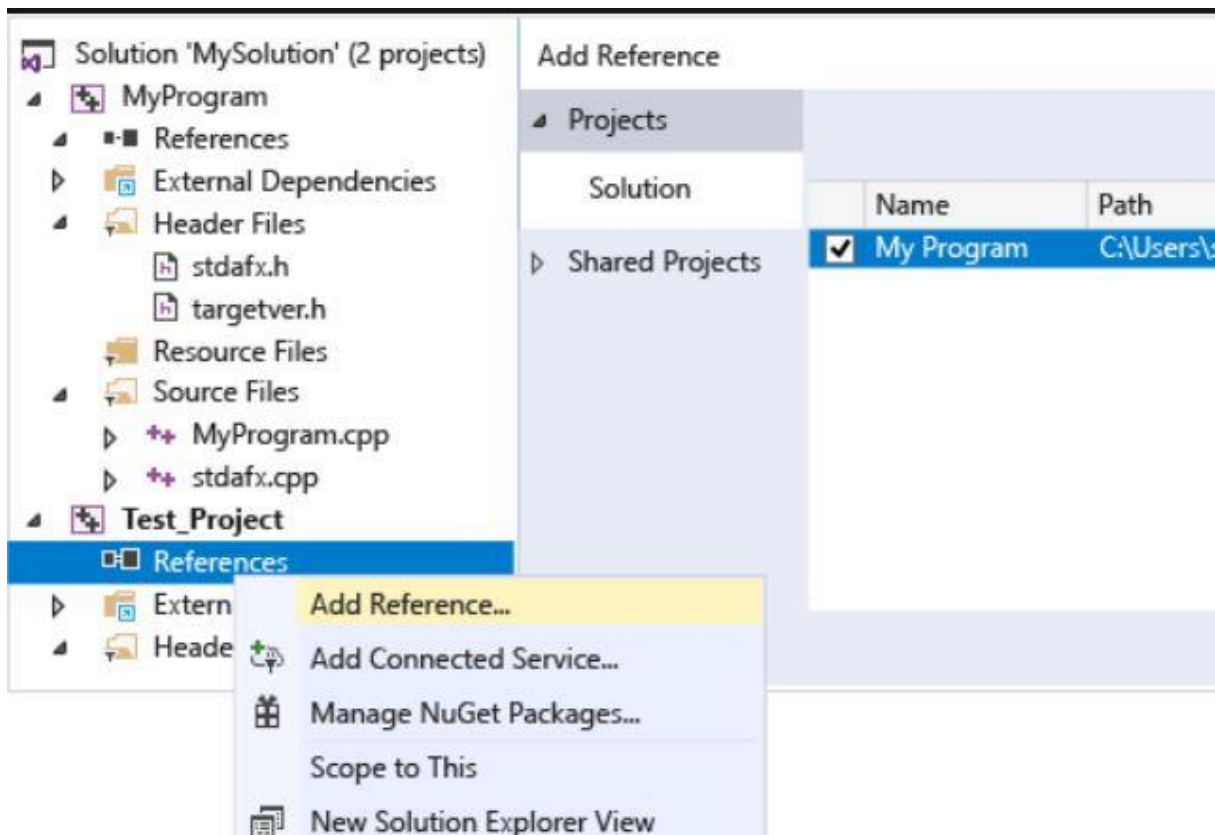 Solution 'MySolution' (2 projects)
MyProgram
References
External Dependencies
Header Files
stdafx.h
targetver.h
Resource Files
Source Files
MyProgram.cpp
stdafx.cpp
Test_Project
References
Extern
Heade
Add Reference...
Add Connected Service...
Manage NuGet Packages...
Scope to This
New Solution Explorer View
Add Reference
Projects
Solution
Shared Projects
Name Path
My Program C:\Users\s